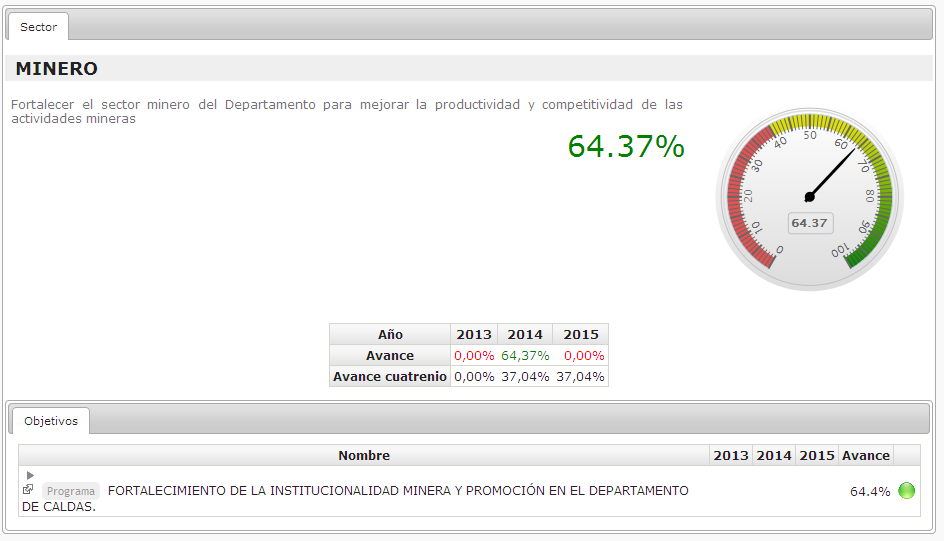 Sector
MINERO
Fortalecer el sector minero del Departamento para mejorar la productividad y competitividad de las
actividades mineras
64.37%
0 10 20 30 40 50 60 70 80 90 100
64.37
Año 2013 2014 2015
Avance 0,00% 64,37% 0,00%
Avance cuatrenio 0,00% 37,04% 37,04%
Objetivos
Nombre 2013 2014 2015 Avance
Programa FORTALECIMIENTO DE LA INSTITUCIONALIDAD MINERA Y PROMOCIÓN EN EL DEPARTAMENTO 64.4%
DE CALDAS.